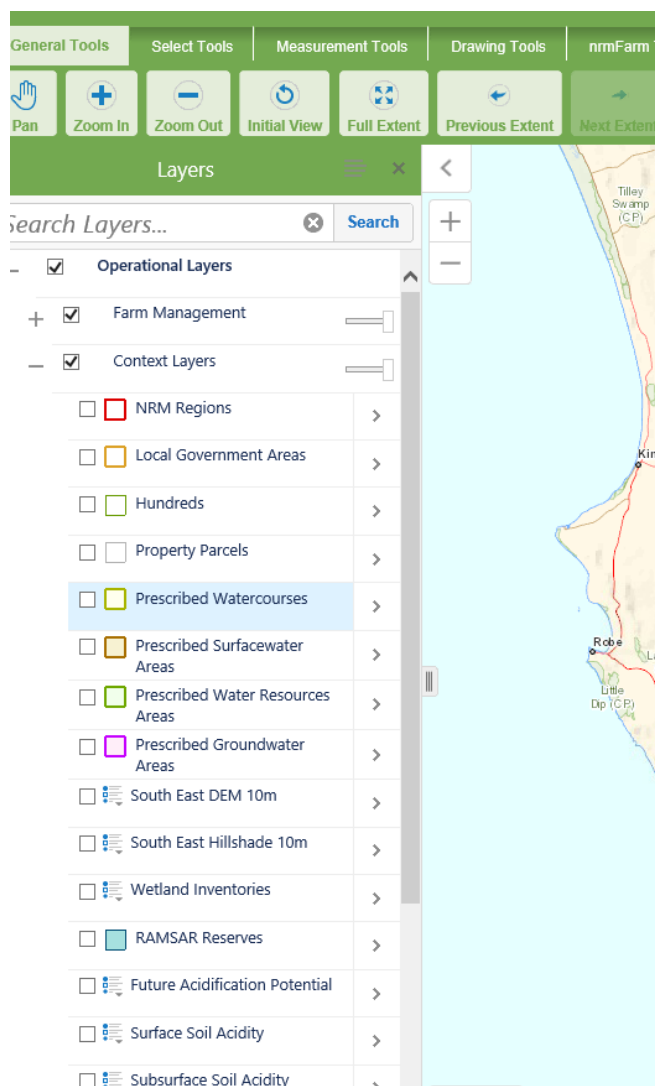 General Tools
Select Tools
Measurement Tools
Drawing Tools
nrmFarm
Pan
Zoom In
Zoom Out
Initial View
Full Extent
Previous Extent
Next Extent
Layers
Search Layers...
Search
Operational Layers
Farm Management
Context Layers
NRM Regions
Local Government Areas
Hundreds
Property Parcels
Prescribed Watercourses
Prescribed Surfacewater
Areas
Prescribed Water Resources
Areas
Prescribed Groundwater
Areas
South East DEM 10m
South East Hillshade 10m
Wetland Inventories
RAMSAR Reserves
Future Acidification Potential
Surface Soil Acidity
Subsurface Soil Acidity
Tilley
Swamp
(CP)
Kin
Robe
Little
Dip (CP)